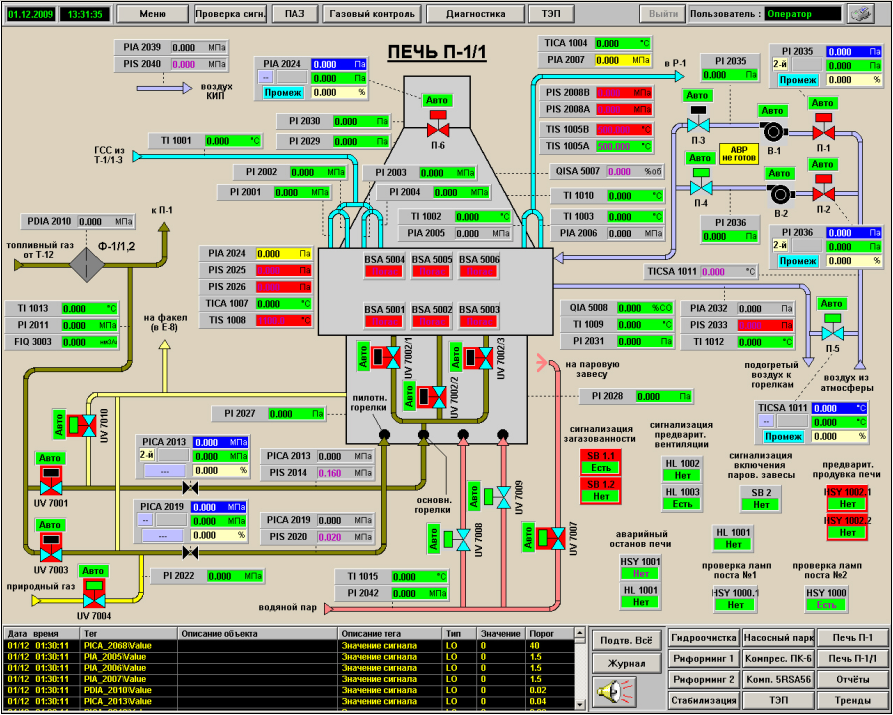 01.12.2009 13:31:35 Меню Проверка сигн. ПАЗ Газовый контроль Диагностика ТЭП Выйти Пользователь : Оператор
ПЕЧЬ П-1/1
PIA 2039 0.000 МПа
PIS 2040 0.000 МПа
воздух
КИП
PIA 2024 0.000 Па
-- 0.000 Па
Промеж 0.000 %
Авто
П-6
TICA 1004 0.000 °C
PIA 2007 0.000 МПа
в Р-1
PIS 2008B
PIS 2008A
TIS 1005B
TIS 1005A 500.000 °C
QISA 5007 0.000 %об
PI 2035
0.000 Па
PI 2035 0.000 Па
2-й 0.000 Па
Промеж 0.000 %
Авто
П-3
Авто
В-1
Авто
П-1
АВР
не готов
Авто
П-4
Авто
В-2
Авто
П-2
PI 2036
0.000 Па
PI 2036 0.000 Па
2-й 0.000 Па
Промеж 0.000 %
PI 2030 0.000 Па
PI 2029 0.000 Па
ГСС из
Т-1/1-3
TI 1001 0.000 °C
PI 2002 0.000 МПа
PI 2001 0.000 МПа
PI 2003 0.000 МПа
PI 2004 0.000 МПа
TI 1010 0.000 °C
TI 1002 0.000 °C
TI 1003 0.000 °C
PIA 2005 0.000 МПа
PIA 2006 0.000 МПа
PDIA 2010 0.000 МПа
к П-1
топливный газ
от Т-12
Ф-1/1,2
PIA 2024 0.000 Па
PIS 2025
PIS 2026
TICA 1007 0.000 °C
TIS 1008
BSA 5004 BSA 5005 BSA 5006
BSA 5001 BSA 5002 BSA 5003
TICSA 1011 0.000 °C
TI 1013 0.000 °C
PI 2011 0.000 МПа
FIQ 3003 0.000 нм3/ч
на факел
(в Е-8)
QIA 5008 0.000 %CO
TI 1009 0.000 °C
PI 2031 0.000 Па
PIA 2032 0.000 Па
PIS 2033 Па
TI 1012 0.000 °C
Авто
П-5
подогретый
воздух к
горелкам
воздух из
атмосферы
Авто UV 7002/1
Авто UV 7002/2
Авто UV 7002/3
на паровую
завесу
PI 2028 0.000 Па
пилотн.
горелки
PI 2027 0.000 Па
Авто UV 7010
TICSA 1011 0.000 °C
-- 0.000 °C
Промеж 0.000 %
PICA 2013 0.000 МПа
2-й 0.000 МПа
--- 0.000 %
PICA 2013 0.000 МПа
PIS 2014 0.160 МПа
Авто
UV 7001
PICA 2019 0.000 МПа
-- 0.000 МПа
--- 0.000 %
PICA 2019 0.000 МПа
PIS 2020 0.020 МПа
Авто
UV 7003
основн.
горелки
Авто UV 7009
Авто UV 7008
Авто UV 7007
природный газ
Авто
UV 7004
PI 2022 0.000 МПа
TI 1015 0.000 °C
PI 2042 0.000 МПа
водяной пар
сигнализация
загазованности
SB 1.1
Есть
SB 1.2
Нет
сигнализация
предварит.
вентиляции
HL 1002
Нет
HL 1003
Есть
сигнализация
включения
паров. завесы
SB 2
Нет
предварит.
продувка печи
HSY 1002.1
Нет
HSY 1002.2
Нет
аварийный
останов печи
HSY 1001
Нет
HL 1001
Нет
HL 1001
Нет
проверка ламп
поста №1
HSY 1000.1
Нет
проверка ламп
поста №2
HSY 1000
Есть
Дата время Тег Описание объекта Описание тега Тип Значение Порог
01/12 01:30:11 PICA_2068\Value Значение сигнала LO 0 40
01/12 01:30:11 PIA_2005\Value Значение сигнала LO 0 1.5
01/12 01:30:11 PIA_2006\Value Значение сигнала LO 0 1.5
01/12 01:30:11 PIA_2007\Value Значение сигнала LO 0 1.5
01/12 01:30:11 PDIA_2010\Value Значение сигнала LO 0 0.02
01/12 01:30:11 PICA_2013\Value Значение сигнала LO 0 0.04
Подтв. Всё
Журнал
Гидроочистка Насосный парк Печь П-1
Риформинг 1 Компрес. ПК-6 Печь П-1/1
Риформинг 2 Комп. 5RSA56 Отчёты
Стабилизация ТЭП Тренды